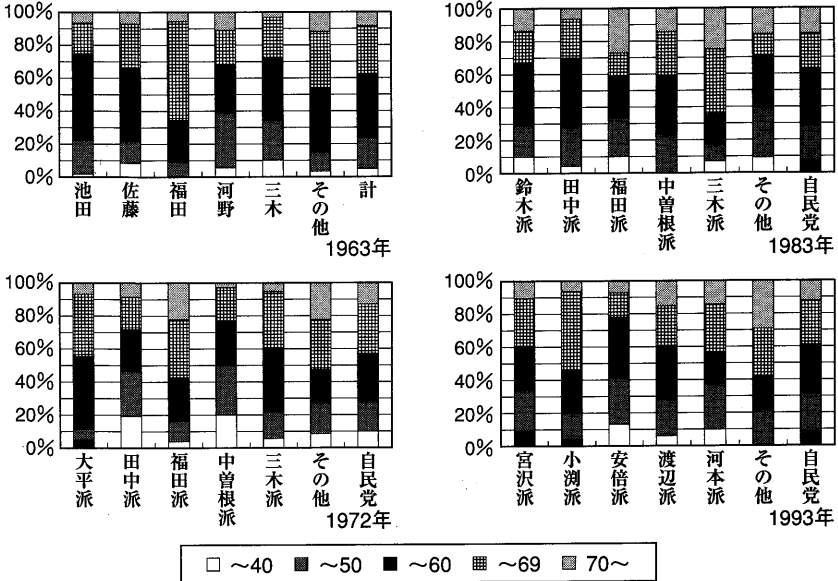 100%
80%
60%
40%
20%
0%
池田
佐藤
福田
河野
三木
その他
計
1963年
100%
80%
60%
40%
20%
0%
鈴木派
田中派
福田派
中曽根派
三木派
その他
自民党
1983年
100%
80%
60%
40%
20%
0%
大平派
田中派
福田派
中曽根派
三木派
その他
自民党
1972年
100%
80%
60%
40%
20%
0%
宮沢派
小渕派
安倍派
渡辺派
河本派
その他
自民党
1993年
～40 ～50 ～60 ～69 70～